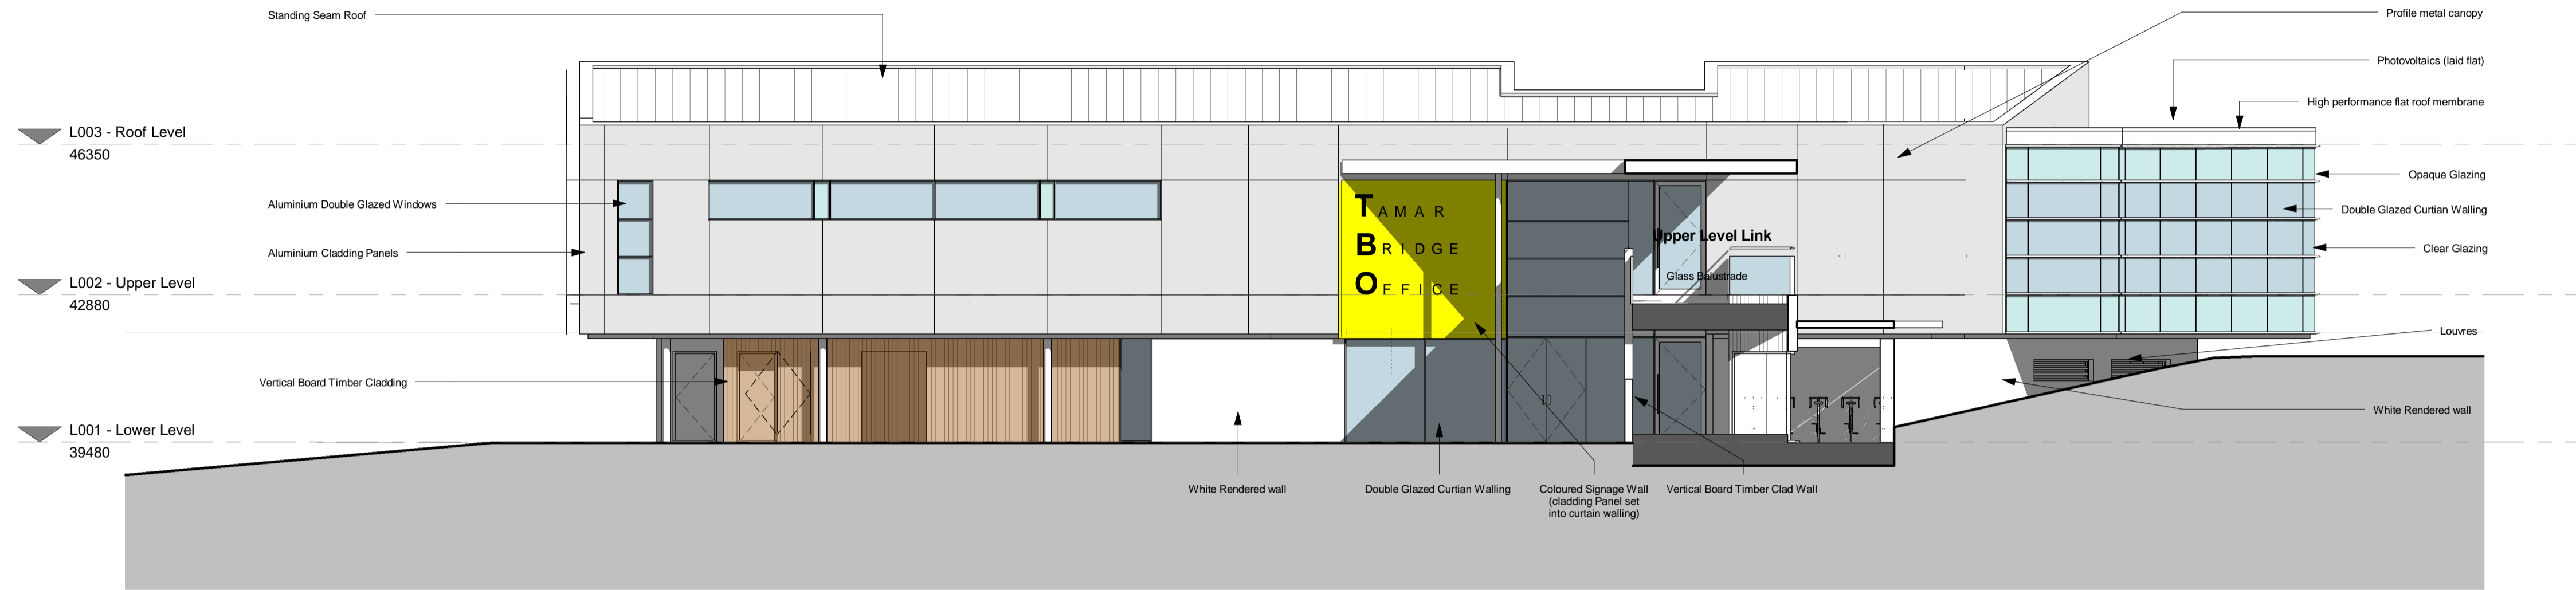 Standing Seam Roof
Profile metal canopy
Photovoltaics (laid flat)
High performance flat roof membrane
L003 - Roof Level
46350
Opaque Glazing
Aluminium Double Glazed Windows
Double Glazed Curtian Walling
TAMAR
BRIDGE
OFFICE
Upper Level Link
Clear Glazing
Aluminium Cladding Panels
Glass Balustrade
L002 - Upper Level
42880
Louvres
Vertical Board Timber Cladding
White Rendered wall
L001 - Lower Level
39480
White Rendered wall
Double Glazed Curtian Walling
Coloured Signage Wall
(cladding Panel set
into curtain walling)
Vertical Board Timber Clad Wall